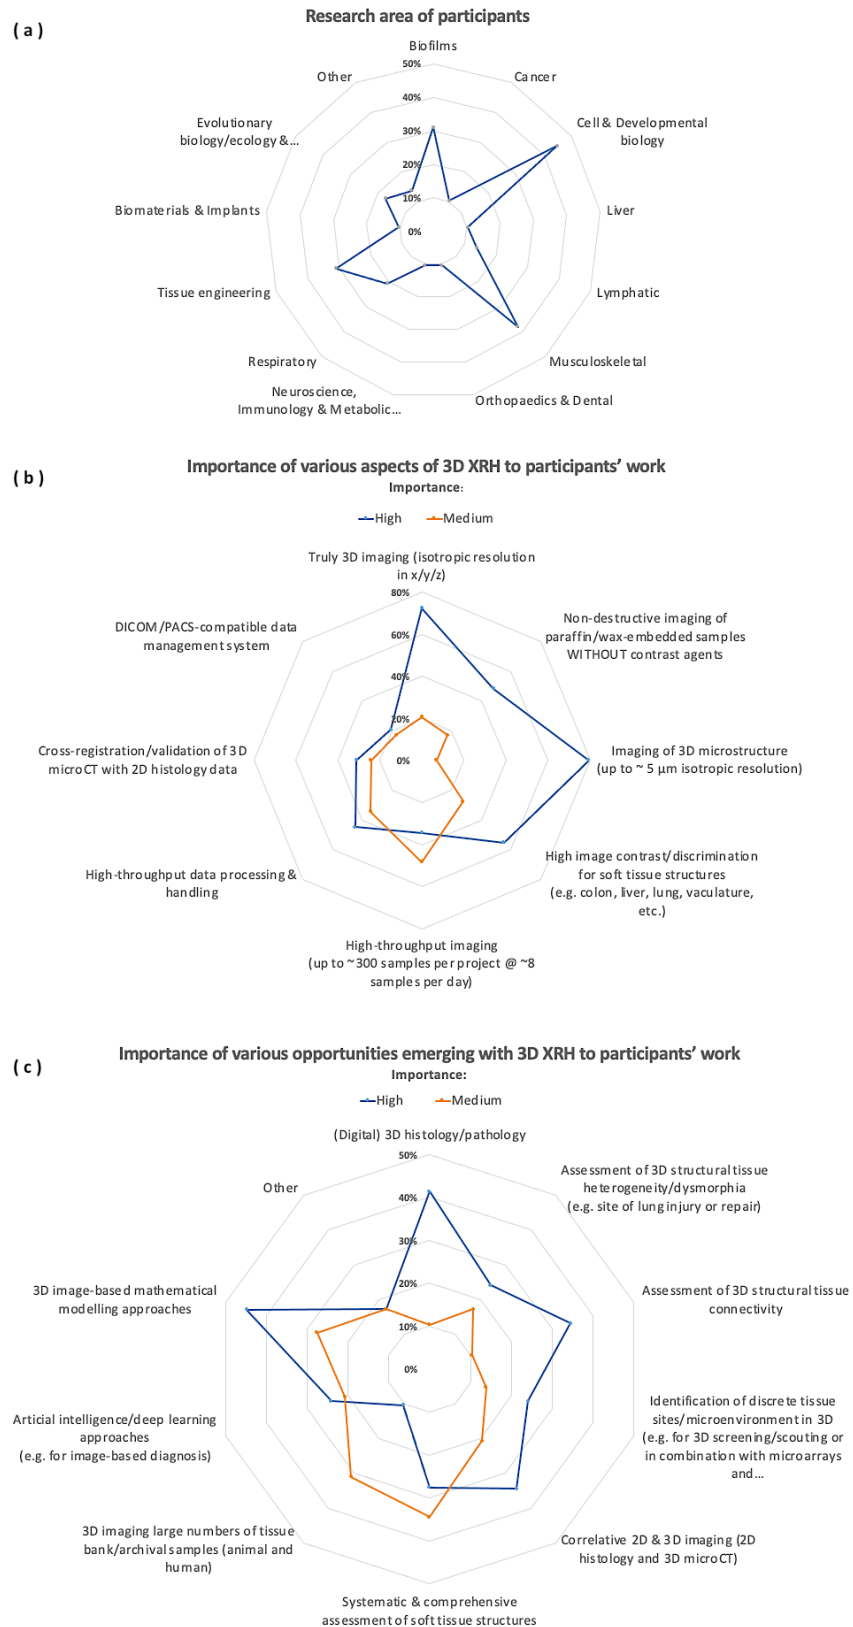 ( a )
Research area of participants
Biofilms
Cancer
Cell & Developmental
biology
Liver
Lymphatic
Musculoskeletal
Orthopaedics & Dental
Neuroscience,
Immunology & Metabolic...
Respiratory
Tissue engineering
Biomaterials & Implants
Evolutionary
biology/ecology &...
Other
50%
40%
30%
20%
10%
0%
( b )
Importance of various aspects of 3D XRH to participants' work
Importance:
High
Medium
Truly 3D imaging (isotropic resolution
in x/y/z)
Non-destructive imaging of
paraffin/wax-embedded samples
WITHOUT contrast agents
Imaging of 3D microstructure
(up to ~ 5 µm isotropic resolution)
High image contrast/discrimination
for soft tissue structures
(e.g. colon, liver, lung, vaculature,
etc.)
High-throughput imaging
(up to ~300 samples per project @ ~8
samples per day)
High-throughput data processing &
handling
Cross-registration/validation of 3D
microCT with 2D histology data
DICOM/PACS-compatible data
management system
80%
60%
40%
20%
0%
( c )
Importance of various opportunities emerging with 3D XRH to participants' work
Importance:
High
Medium
(Digital) 3D histology/pathology
Assessment of 3D structural tissue
heterogeneity/dysmorphia
(e.g. site of lung injury or repair)
Assessment of 3D structural tissue
connectivity
Identification of discrete tissue
sites/microenvironment in 3D
(e.g. for 3D screening/scouting or
in combination with microarrays
and...
Correlative 2D & 3D imaging (2D
histology and 3D microCT)
Systematic & comprehensive
assessment of soft tissue structures
3D imaging large numbers of tissue
bank/archival samples (animal and
human)
Articial intelligence/deep learning
approaches
(e.g. for image-based diagnosis)
3D image-based mathematical
modelling approaches
Other
50%
40%
30%
20%
10%
0%